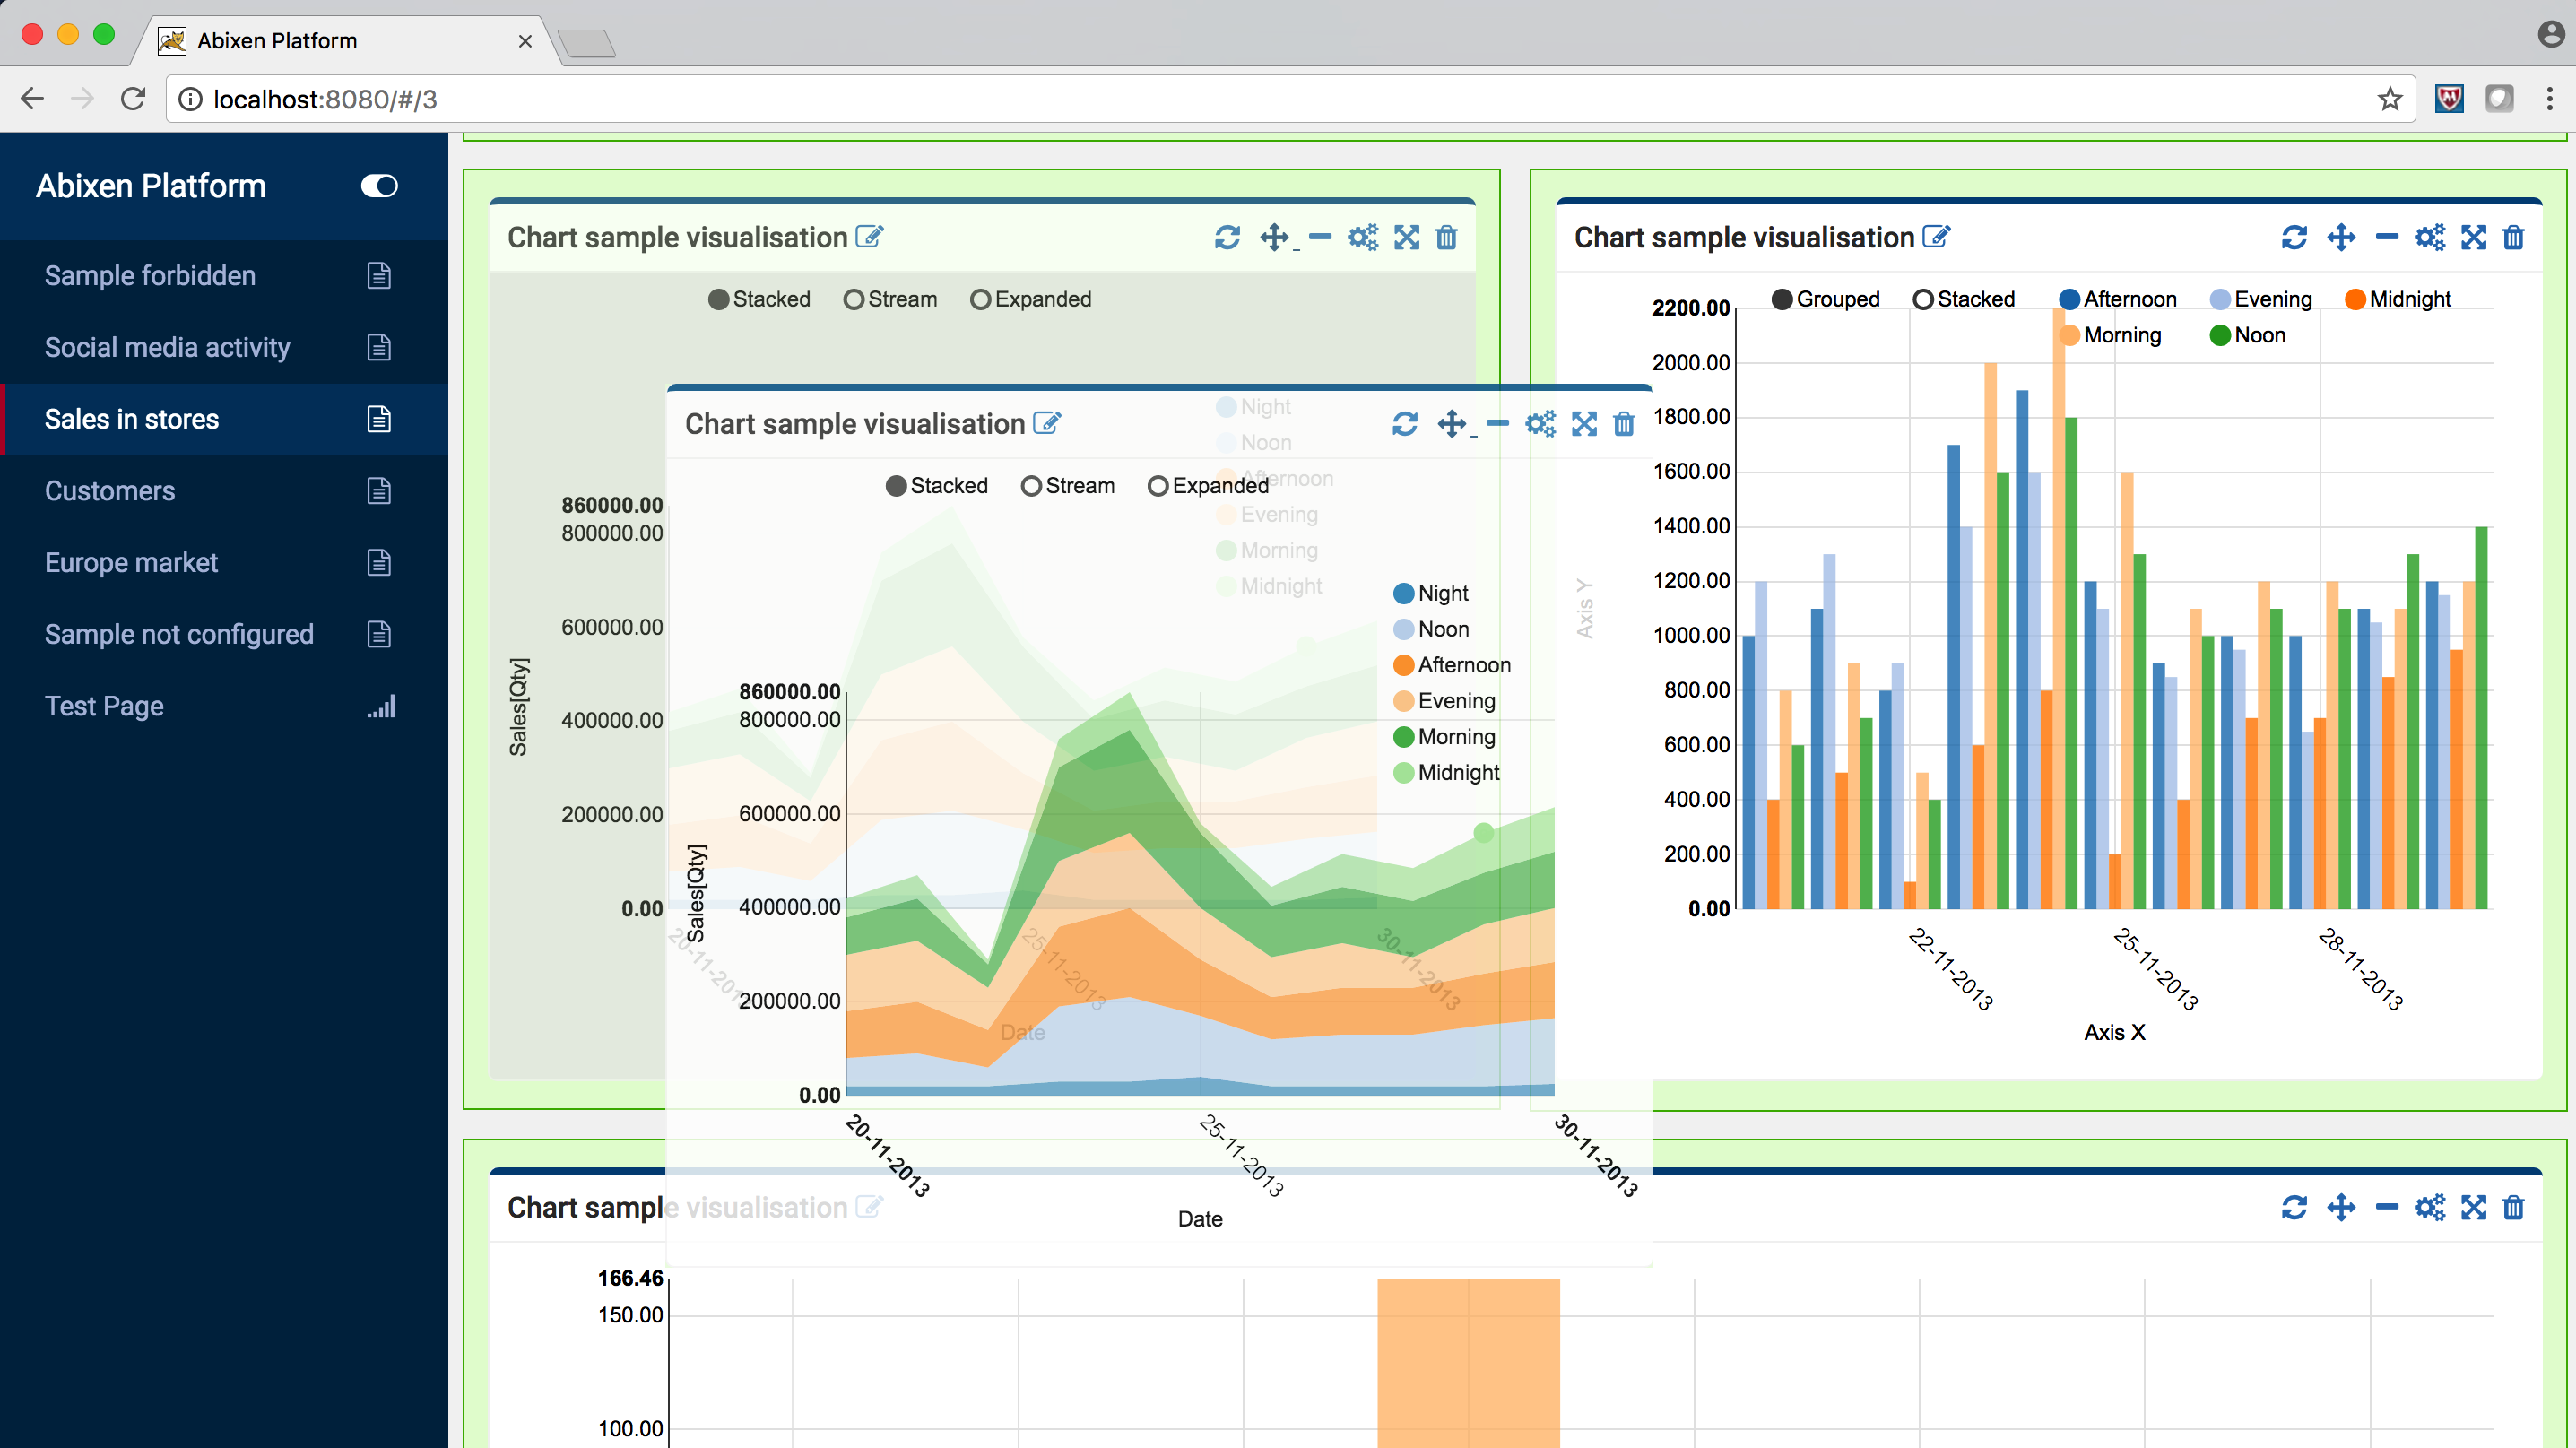 Abixen Platform
localhost:8080/#/3
Abixen Platform
Sample forbidden
Social media activity
Sales in stores
Customers
Europe market
Sample not configured
Test Page
Chart sample visualisation
Stacked Stream Expanded
860000.00
800000.00
600000.00
400000.00
200000.00
0.00
Sales[Qty]
Night
Noon
Afternoon
Evening
Morning
Midnight
25-11-2013
30-11-2013
Date
Chart sample visualisation
Stacked Stream Expanded
Night
Noon
Afternoon
Evening
Morning
Midnight
860000.00
800000.00
600000.00
400000.00
200000.00
0.00
Sales[Qty]
20-11-2013
25-11-2013
30-11-2013
Date
Chart sample visualisation
Grouped Stacked Afternoon Evening Midnight
Morning Noon
2200.00
2000.00
1800.00
1600.00
1400.00
1200.00
1000.00
800.00
600.00
400.00
200.00
0.00
Axis Y
22-11-2013
25-11-2013
28-11-2013
Axis X
Chart sample visualisation
166.46
150.00
100.00